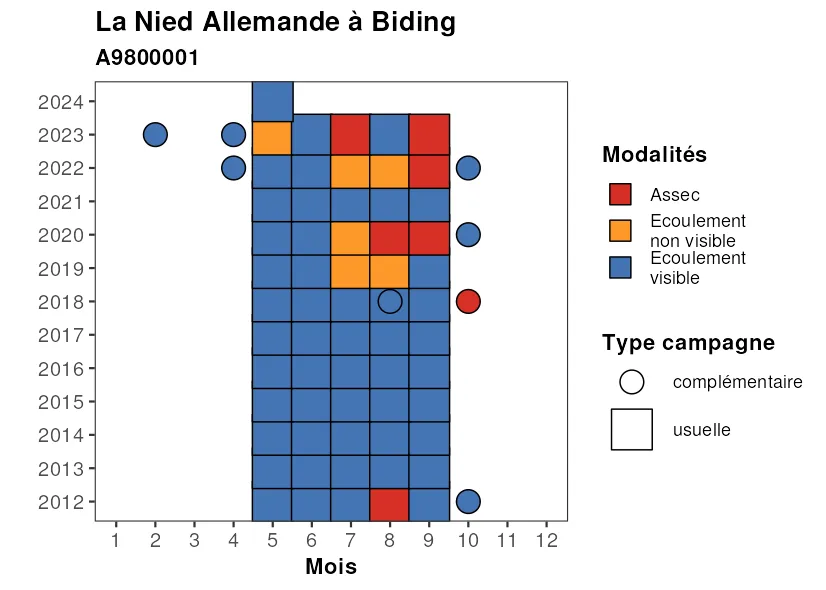 La Nied Allemande à Biding
A9800001
2024
2023
2022
2021
2020
2019
2018
2017
2016
2015
2014
2013
2012
1 2 3 4 5 6 7 8 9 10 11 12
Mois
Modalités
Assec
Ecoulement
non visible
Ecoulement
visible
Type campagne
complémentaire
usuelle